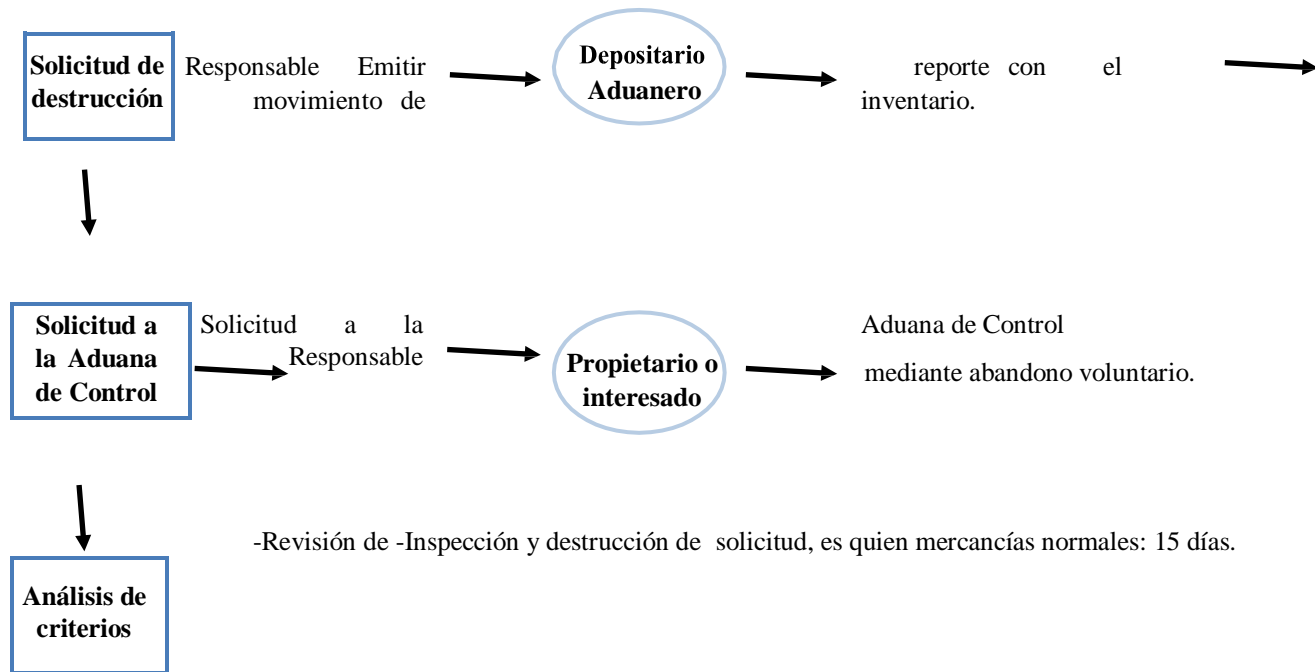 Solicitud de
destrucción
Responsable Emitir
movimiento de
Depositario
Aduanero
reporte con el
inventario.
Solicitud a
la Aduana
de Control
Solicitud a la
Responsable
Propietario o
interesado
Aduana de Control
mediante abandono voluntario.
-Revisión de -Inspección y destrucción de solicitud, es quien mercancías normales: 15 días.
Análisis de
criterios